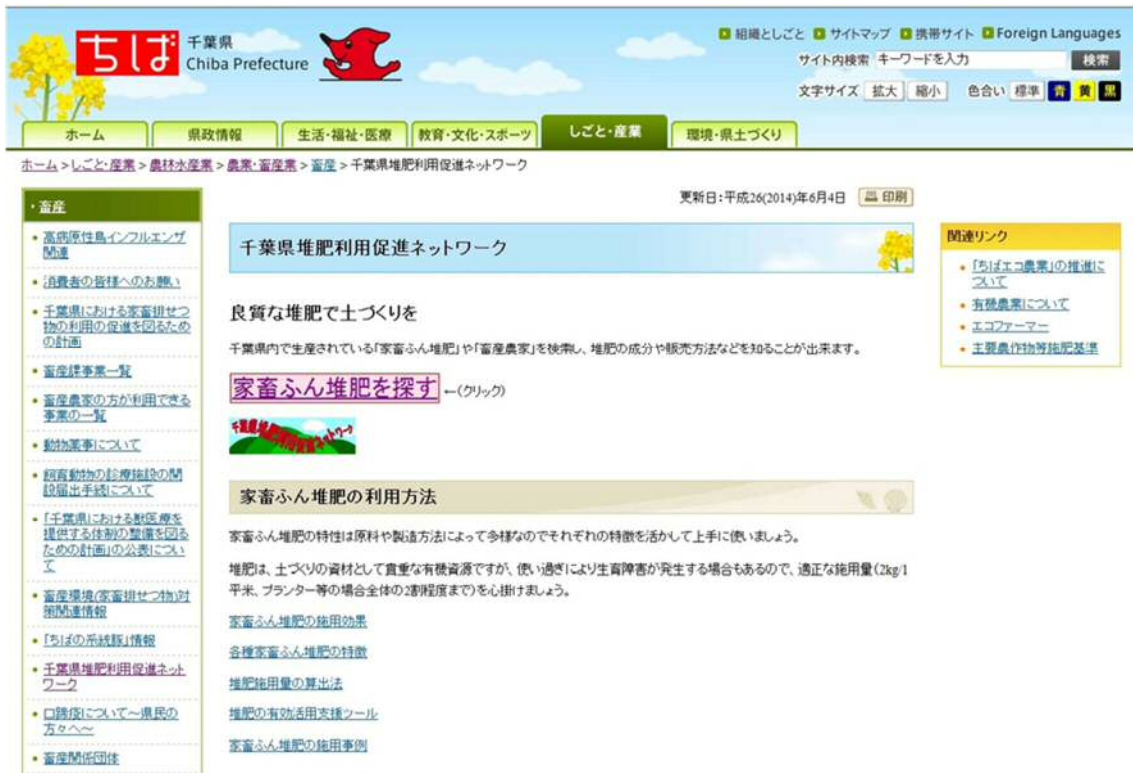 ちば
千葉県
Chiba Prefecture
組織としごと サイトマップ 携帯サイト Foreign Languages
サイト内検索 キーワードを入力 検索
文字サイズ 拡大 縮小 色合い 標準 青 黄 黒
ホーム 県政情報 生活・福祉・医療 教育・文化・スポーツ しごと・産業 環境・県土づくり
ホーム > しごと・産業 > 農林水産業 > 農業・畜産業 > 畜産 > 千葉県堆肥利用促進ネットワーク
更新日:平成26(2014)年6月4日 印刷
・畜産
・高病原性鳥インフルエンザ
関連
・消費者の皆様へのお願い
・千葉県における家畜排せつ
物の利用の促進を図るため
の計画
・畜産課事業一覧
・畜産農家の方が利用できる
事業の一覧
・動物薬事について
・飼育動物の診療施設の開
設届出手続について
・「千葉県における獣医療を
提供する体制の整備を図る
ための計画」の公表につい
て
・畜産環境(家畜排せつ物)対
策関連情報
・「ちばの系統豚」情報
・千葉県堆肥利用促進ネット
ワーク
・口蹄疫について~県民の
方々へ~
・畜産関係団体
千葉県堆肥利用促進ネットワーク
良質な堆肥で土づくりを
千葉県内で生産されている「家畜ふん堆肥」や「畜産農家」を検索し、堆肥の成分や販売方法などを知ることが出来ます。
家畜ふん堆肥を探す ←(クリック)
千葉県堆肥利用促進ネットワーク
家畜ふん堆肥の利用方法
家畜ふん堆肥の特性は原料や製造方法によって多様なのでそれぞれの特徴を活かして上手に使いましょう。
堆肥は、土づくりの資材として貴重な有機資源ですが、使い過ぎにより生育障害が発生する場合もあるので、適正な施用量(2kg/1
平米、プランター等の場合全体の2割程度まで)を心掛けましょう。
家畜ふん堆肥の施用効果
各種家畜ふん堆肥の特徴
堆肥施用量の算出法
堆肥の有効活用支援ツール
家畜ふん堆肥の施用事例
関連リンク
・「ちばエコ農業」の推進に
ついて
・有機農業について
・エコファーマー
・主要農作物等施肥基準